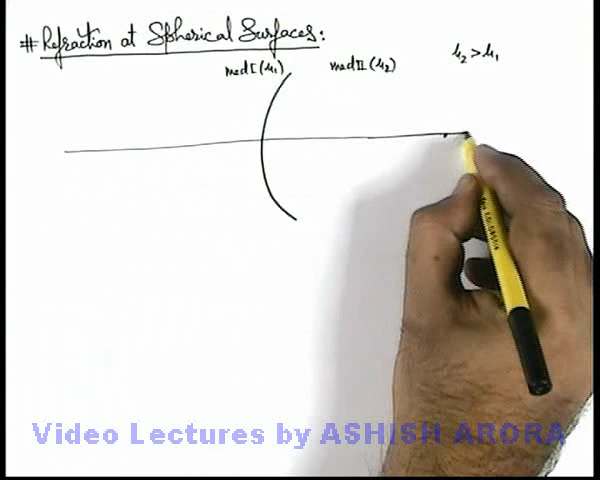 # Refraction at Spherical Surfaces:
med I (μ₁) med II (μ₂) μ₂ > μ₁
Video Lectures by ASHISH ARORA